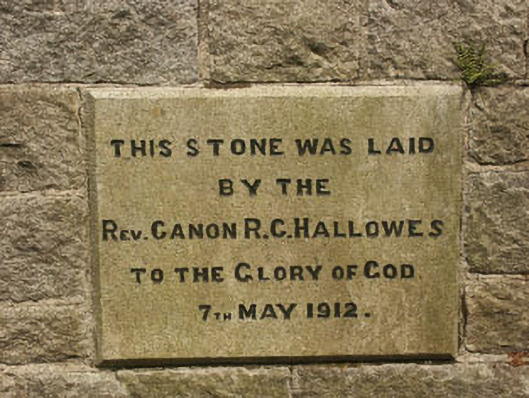 THIS STONE WAS LAID
BY THE
REV. CANON R.C. HALLOWES
TO THE GLORY OF GOD
7TH MAY 1912.